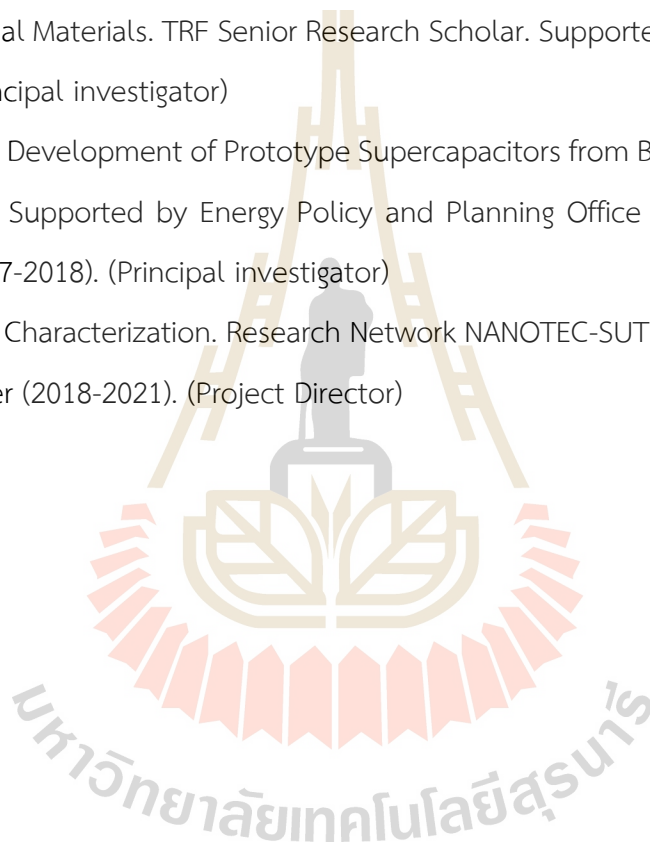 al Materials. TRF Senior Research Scholar. Supporte
cipal investigator)
Development of Prototype Supercapacitors from B
Supported by Energy Policy and Planning Office
7-2018). (Principal investigator)
Characterization. Research Network NANOTEC-SUT
er (2018-2021). (Project Director)
มหาวิทยาลัยเทคโนโลยีสุรนารี